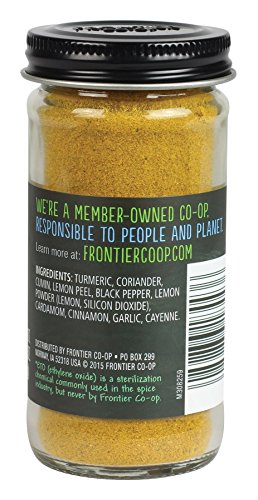 WE'RE A MEMBER-OWNED CO-OP.
RESPONSIBLE TO PEOPLE AND PLANET.
Learn more at: FRONTIERCOOP.COM
INGREDIENTS: TURMERIC, CORIANDER,
CUMIN, LEMON PEEL, BLACK PEPPER, LEMON
POWDER (LEMON, SILICON DIOXIDE),
CARDAMOM, CINNAMON, GARLIC, CAYENNE.
DISTRIBUTED BY FRONTIER CO-OP • PO BOX 299
NORWAY, IA 52318 USA © 2015 FRONTIER CO-OP
*ETO (ethylene oxide) is a sterilization
chemical commonly used in the spice
industry, but never by Frontier Co-op.
M308259